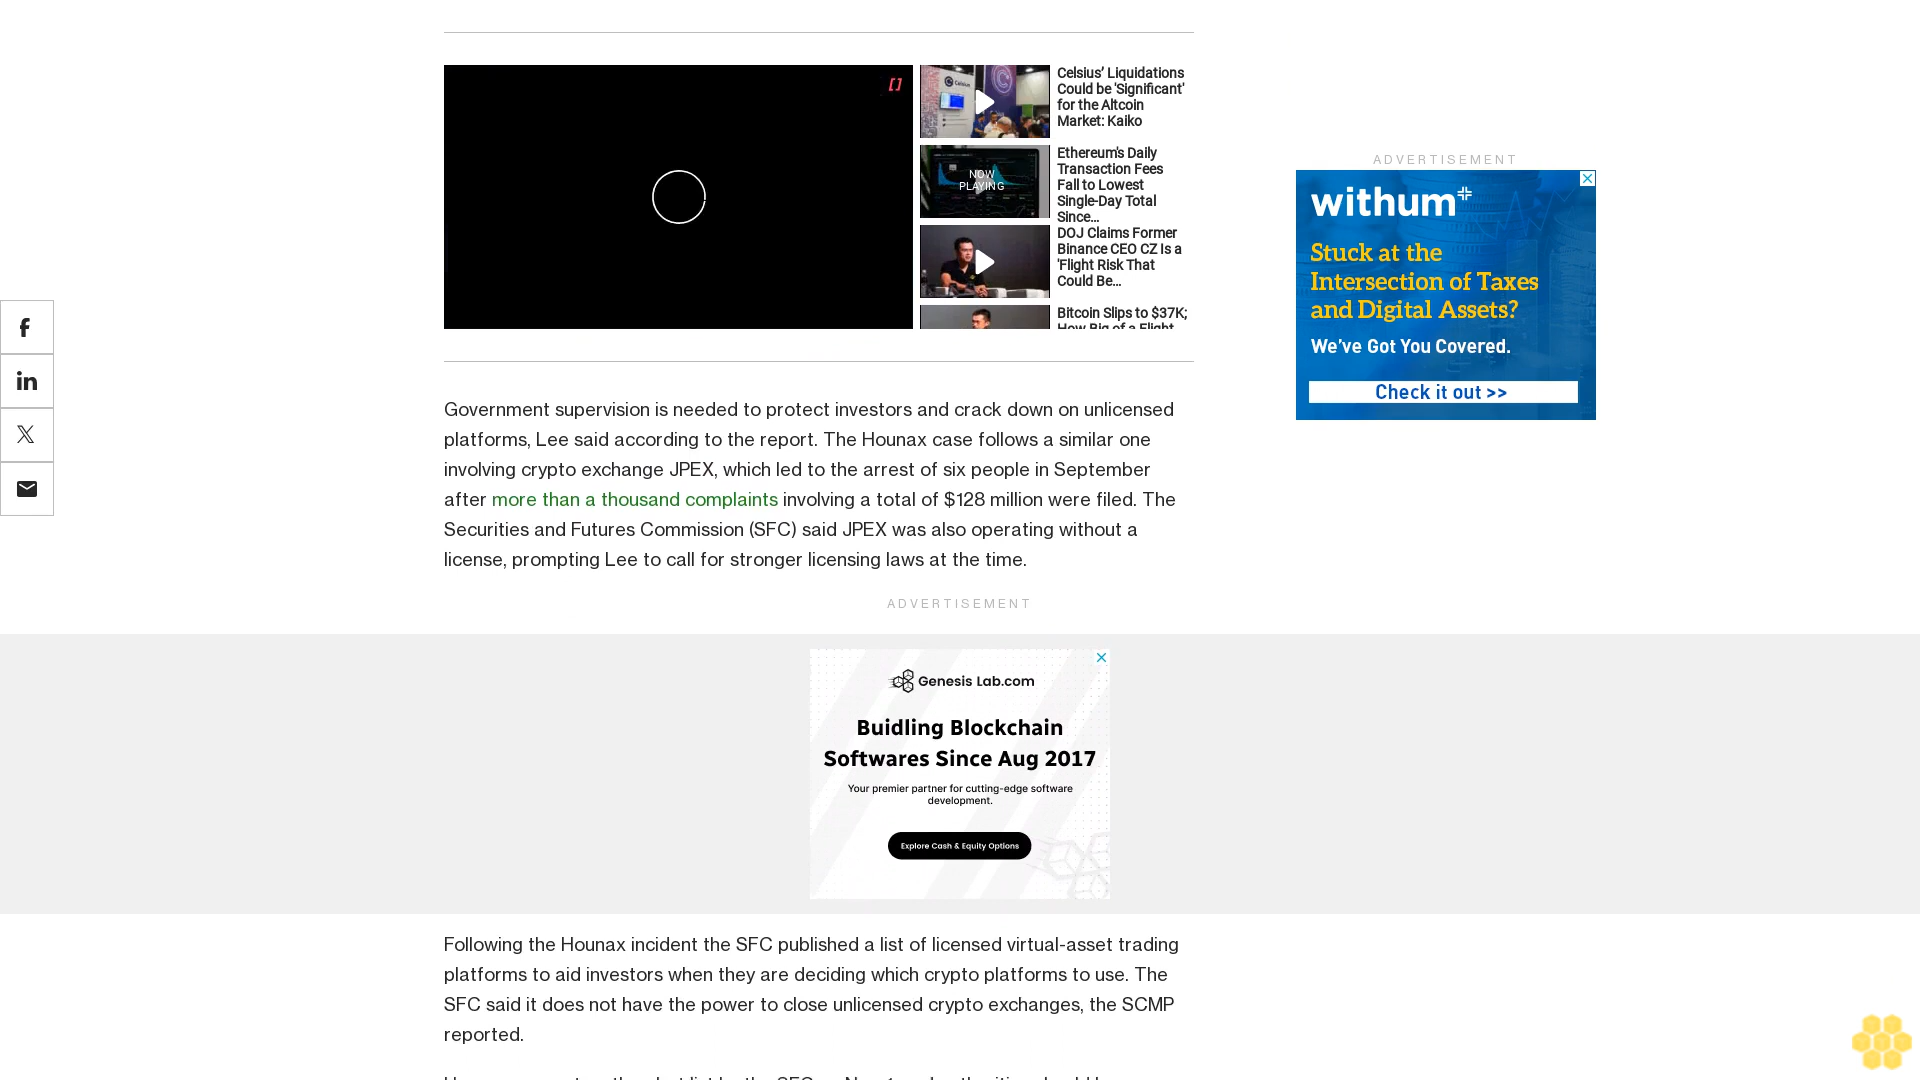 Celsius’ Liquidations
Could be 'Significant'
for the Altcoin
Market: Kaiko
NOW
PLAYING
Ethereum's Daily
Transaction Fees
Fall to Lowest
Single-Day Total
Since...
DOJ Claims Former
Binance CEO CZ Is a
'Flight Risk That
Could Be...
Bitcoin Slips to $37K;
How Big of a Flight
ADVERTISEMENT
withum
Stuck at the
Intersection of Taxes
and Digital Assets?
We've Got You Covered.
Check it out >>
Government supervision is needed to protect investors and crack down on unlicensed
platforms, Lee said according to the report. The Hounax case follows a similar one
involving crypto exchange JPEX, which led to the arrest of six people in September
after more than a thousand complaints involving a total of $128 million were filed. The
Securities and Futures Commission (SFC) said JPEX was also operating without a
license, prompting Lee to call for stronger licensing laws at the time.
ADVERTISEMENT
Genesis Lab.com
Buidling Blockchain
Softwares Since Aug 2017
Your premier partner for cutting-edge software
development.
Explore Cash & Equity Options
Following the Hounax incident the SFC published a list of licensed virtual-asset trading
platforms to aid investors when they are deciding which crypto platforms to use. The
SFC said it does not have the power to close unlicensed crypto exchanges, the SCMP
reported.